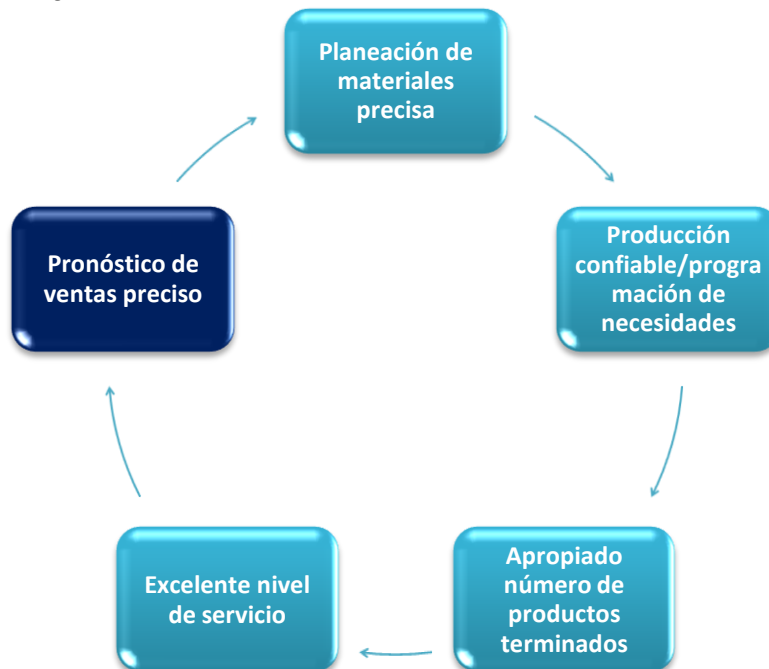 Planeación de
materiales
precisa
Producción
confiable/progra
mación de
necesidades
Apropiado
número de
productos
terminados
Excelente nivel
de servicio
Pronóstico de
ventas preciso